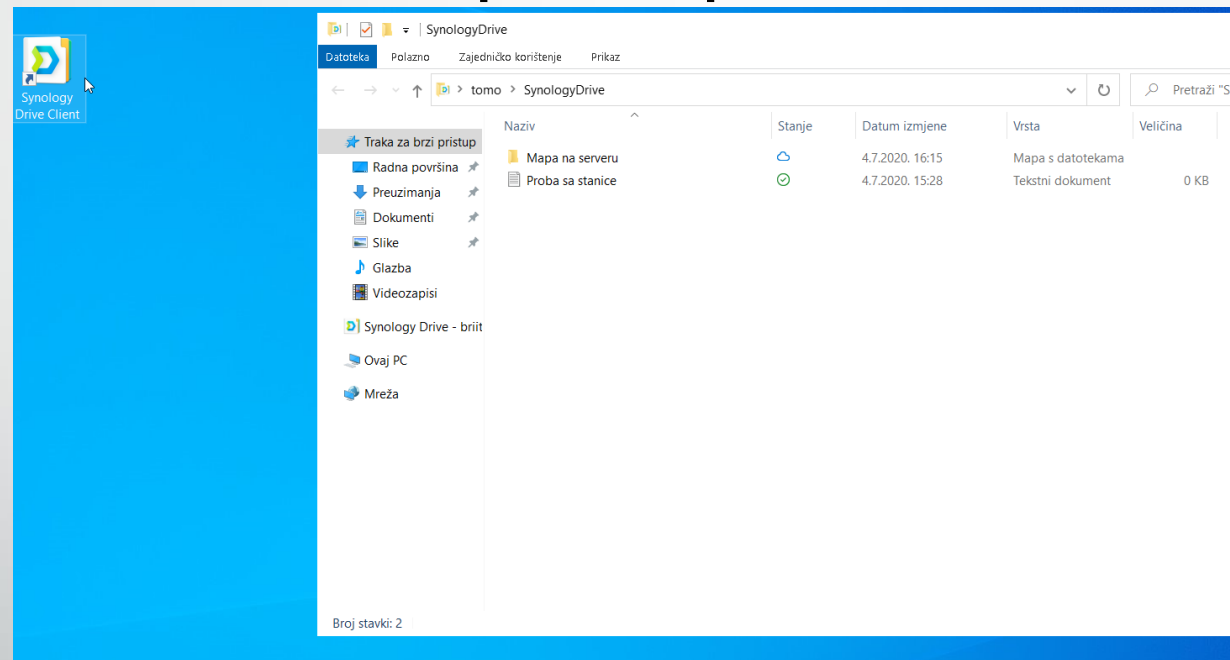 SynologyDrive
Datoteka Polazno Zajedničko korištenje Prikaz
tomo > SynologyDrive Pretraži "S
Synology
Drive Client
Naziv Stanje Datum izmjene Vrsta Veličina
Traka za brzi pristup
Mapa na serveru 4.7.2020. 16:15 Mapa s datotekama
Radna površina
Proba sa stanice 4.7.2020. 15:28 Tekstni dokument 0 KB
Preuzimanja
Dokumenti
Slike
Glazba
Videozapisi
Synology Drive - briit
Ovaj PC
Mreža
Broj stavki: 2